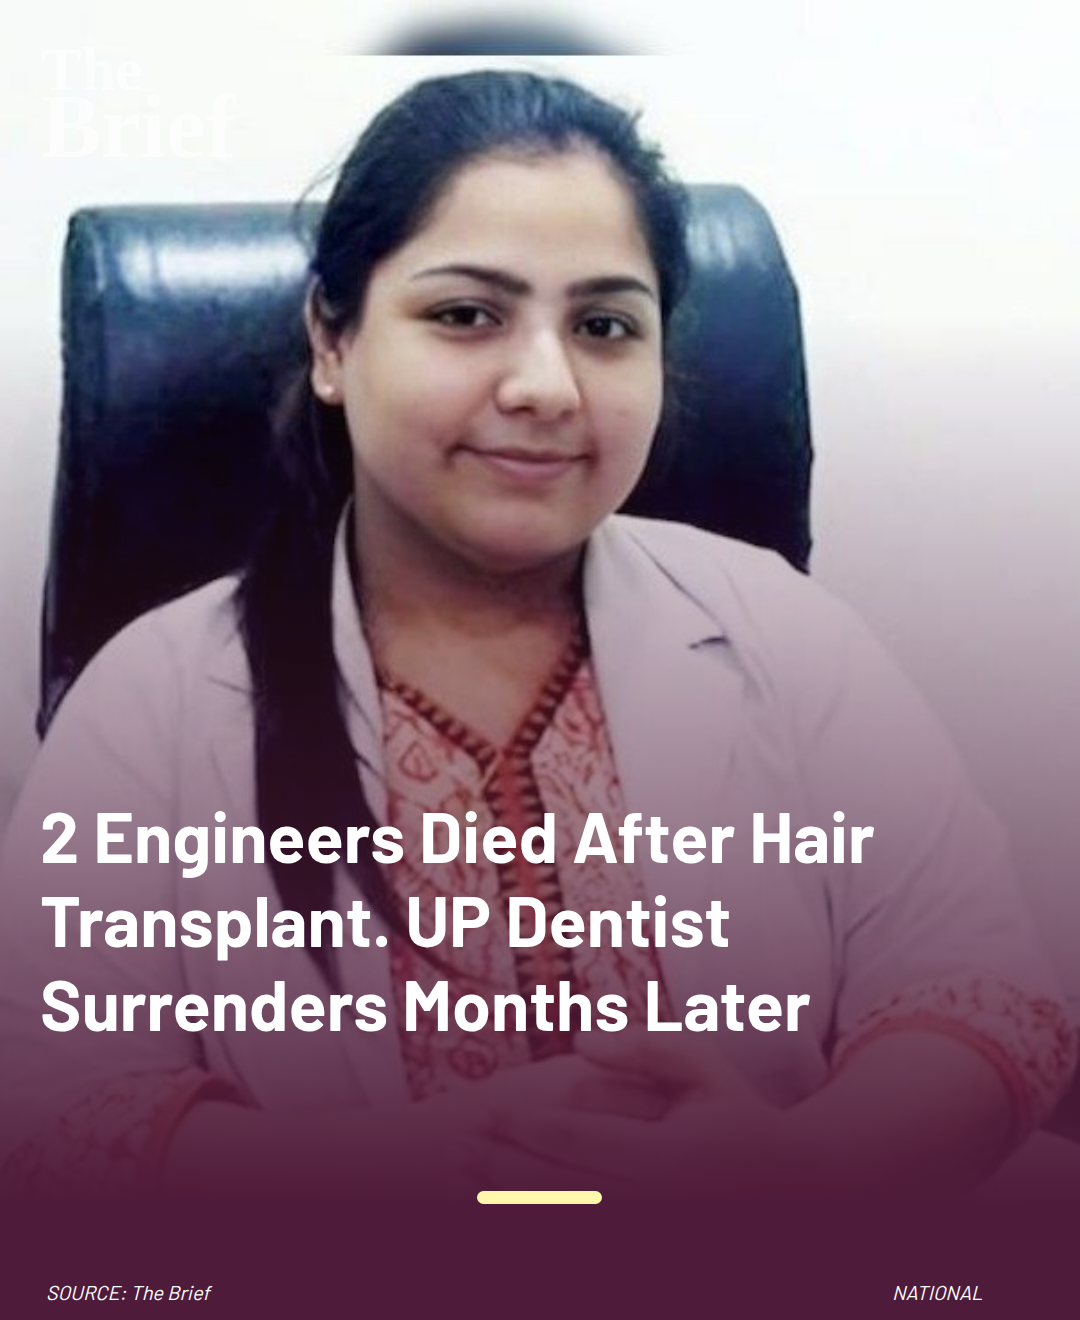 The
Brief
2 Engineers Died After Hair
Transplant. UP Dentist
Surrenders Months Later
SOURCE: The Brief
NATIONAL